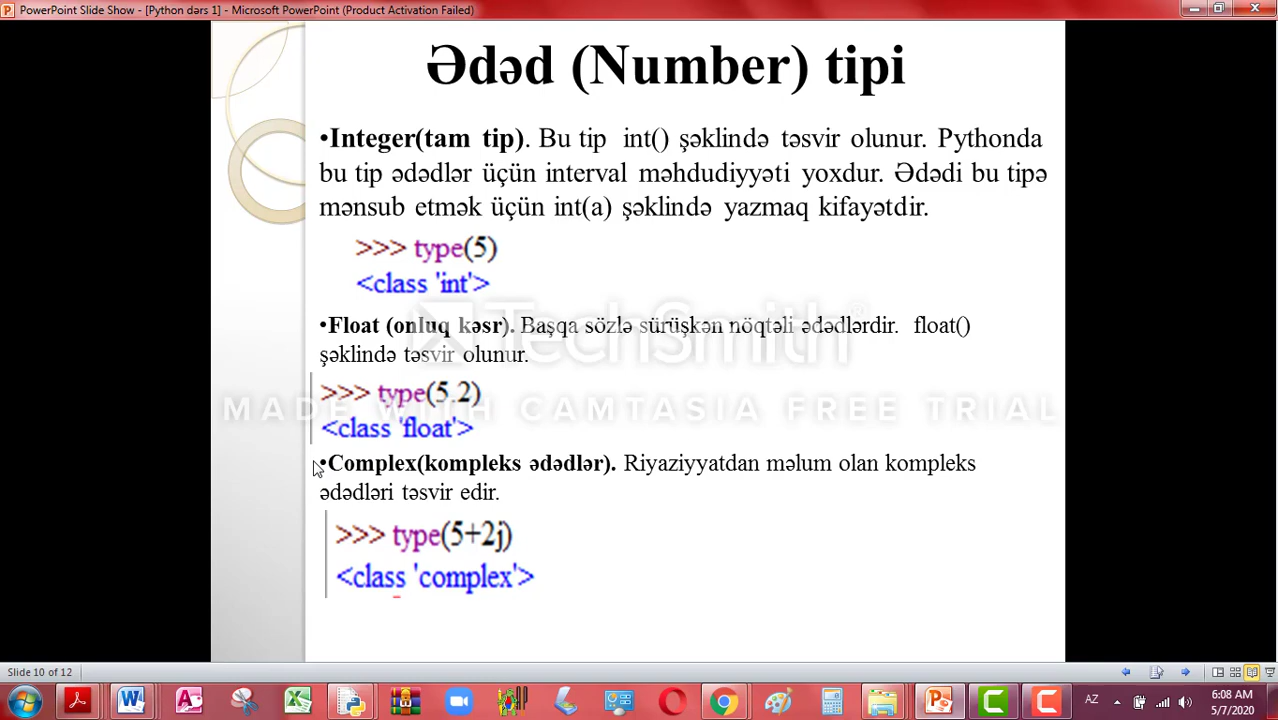 PowerPoint Slide Show - [Python dərs 1] - Microsoft PowerPoint (Product Activation Failed)
Ədəd (Number) tipi
•Integer(tam tip). Bu tip int() şəklində təsvir olunur. Pythonda
bu tip ədədlər üçün interval məhdudiyyəti yoxdur. Ədədi bu tipə
mənsub etmək üçün int(a) şəklində yazmaq kifayətdir.
>>> type(5)
<class 'int'>
•Float (onluq kəsr). Başqa sözlə sürüşkən nöqtəli ədədlərdir. float()
şəklində təsvir olunur.
TechSmith®
>>> type(5.2)
MADE WITH CAMTASIA FREE TRIAL
<class 'float'>
•Complex(kompleks ədədlər). Riyaziyyatdan məlum olan kompleks
ədədləri təsvir edir.
>>> type(5+2j)
<class 'complex'>
Slide 10 of 12
AZ
6:08 AM
5/7/2020